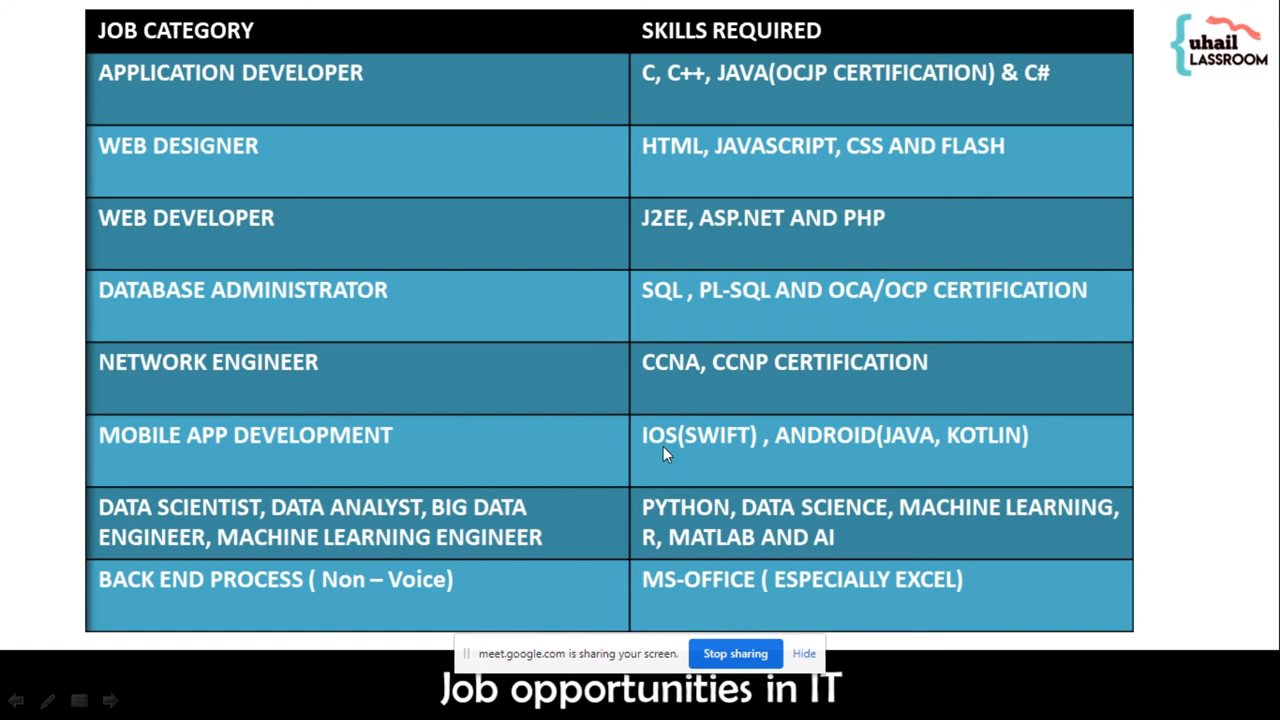 JOB CATEGORY SKILLS REQUIRED
uhail
LASSROOM
APPLICATION DEVELOPER C, C++, JAVA(OCJP CERTIFICATION) & C#
WEB DESIGNER HTML, JAVASCRIPT, CSS AND FLASH
WEB DEVELOPER J2EE, ASP.NET AND PHP
DATABASE ADMINISTRATOR SQL , PL-SQL AND OCA/OCP CERTIFICATION
NETWORK ENGINEER CCNA, CCNP CERTIFICATION
MOBILE APP DEVELOPMENT IOS(SWIFT) , ANDROID(JAVA, KOTLIN)
DATA SCIENTIST, DATA ANALYST, BIG DATA
ENGINEER, MACHINE LEARNING ENGINEER
PYTHON, DATA SCIENCE, MACHINE LEARNING,
R, MATLAB AND AI
BACK END PROCESS ( Non – Voice) MS-OFFICE ( ESPECIALLY EXCEL)
meet.google.com is sharing your screen. Stop sharing Hide
Job opportunities in IT